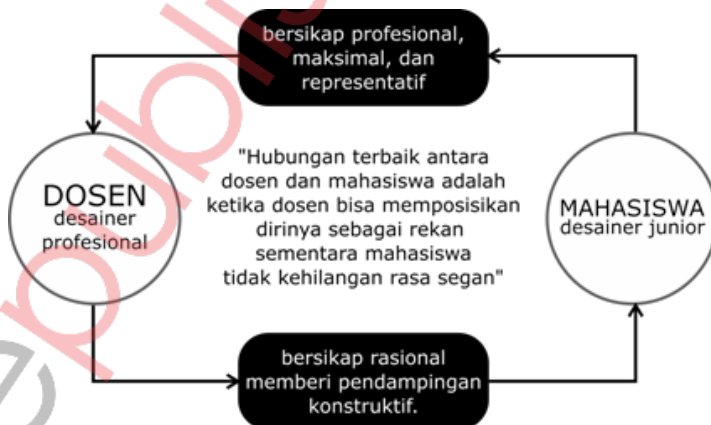 bersikap profesional,
maksimal, dan
representatif
DOSEN
desainer
profesional
"Hubungan terbaik antara
dosen dan mahasiswa adalah
ketika dosen bisa memposisikan
dirinya sebagai rekan
sementara mahasiswa
tidak kehilangan rasa segan"
MAHASISWA
desainer junior
bersikap rasional
memberi pendampingan
konstruktif.
epublis